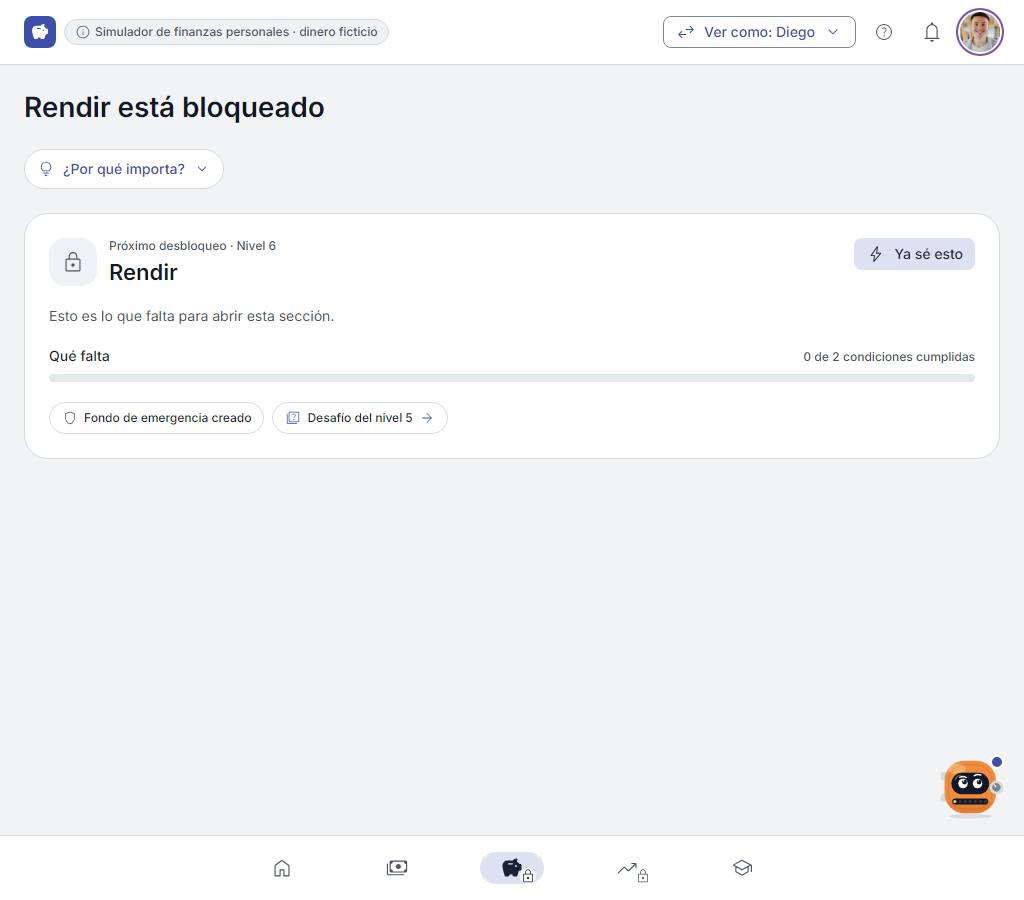 Simulador de finanzas personales · dinero ficticio
Ver como: Diego
Rendir está bloqueado
¿Por qué importa?
Próximo desbloqueo · Nivel 6
Rendir
Ya sé esto
Esto es lo que falta para abrir esta sección.
Qué falta
0 de 2 condiciones cumplidas
Fondo de emergencia creado
Desafío del nivel 5